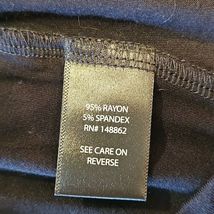 95% RAYON
5% SPANDEX
RN# 148862
SEE CARE ON
REVERSE